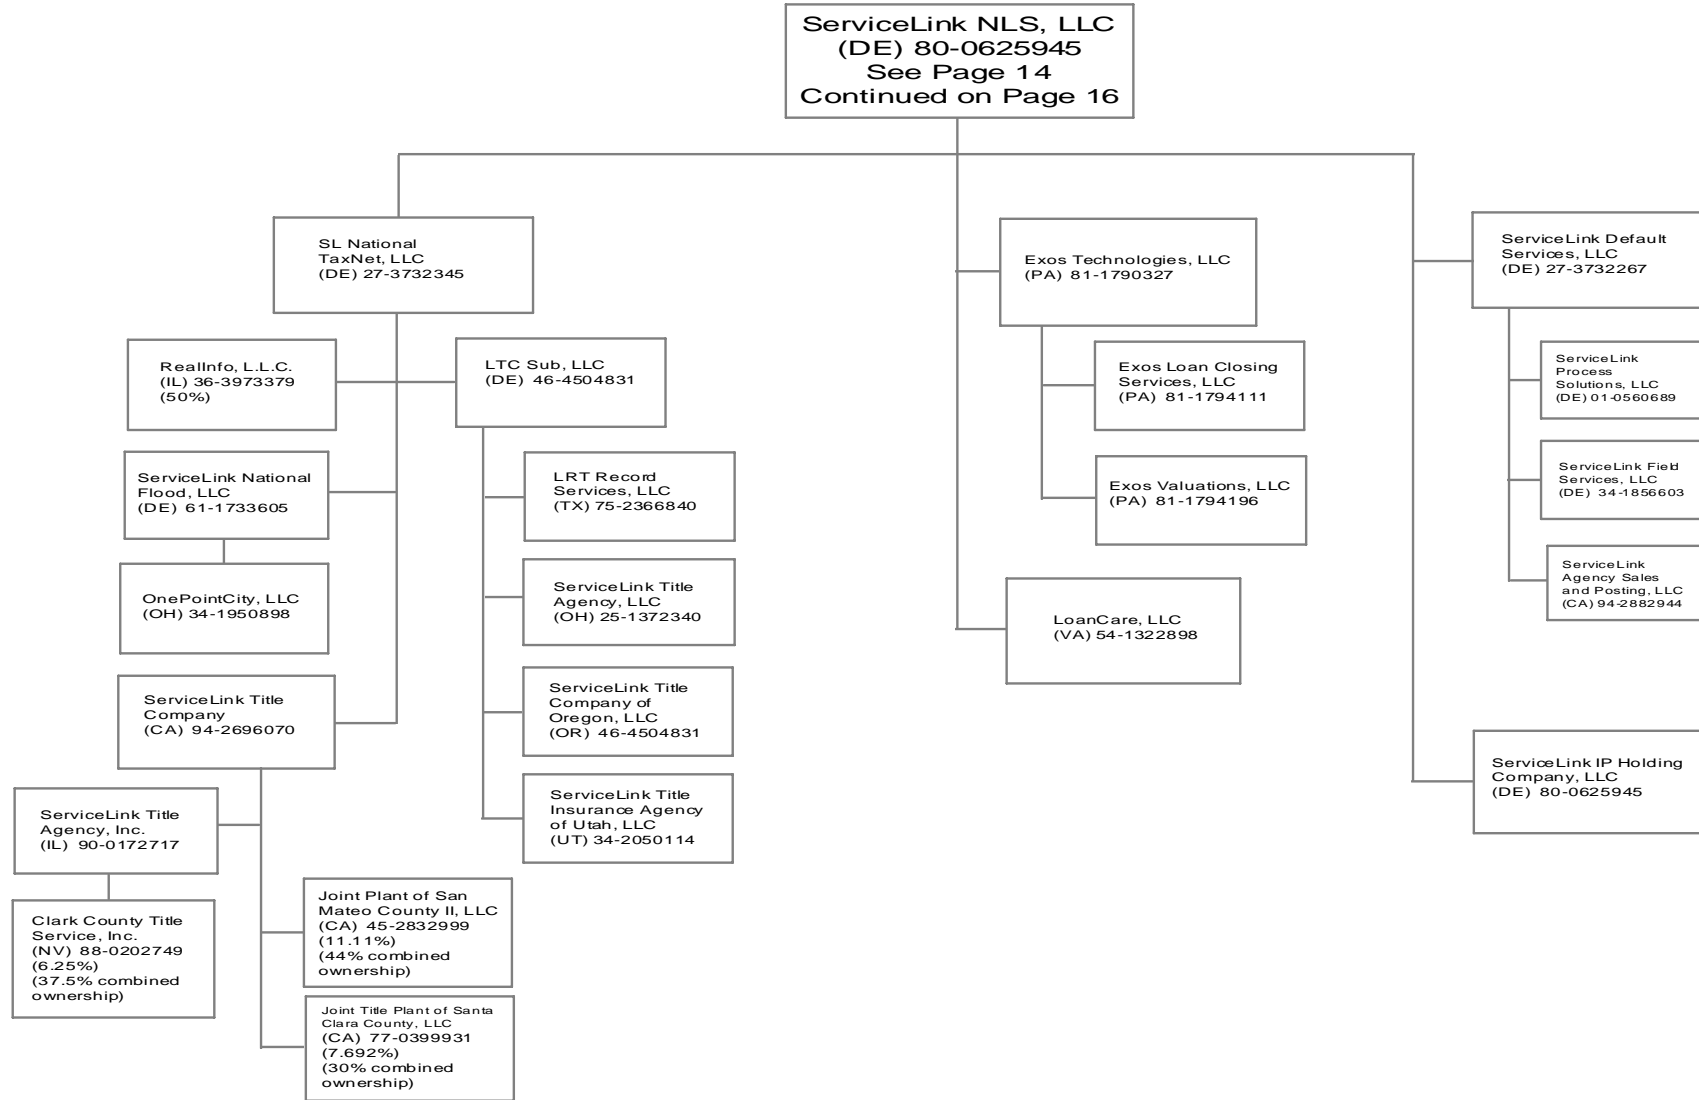 ServiceLink NLS, LLC
(DE) 80-0625945
See Page 14
Continued on Page 16
SL National
TaxNet, LLC
(DE) 27-3732345
RealInfo, L.L.C.
(IL) 36-3973379
(50%)
LTC Sub, LLC
(DE) 46-4504831
ServiceLink National
Flood, LLC
(DE) 61-1733605
OnePointCity, LLC
(OH) 34-1950898
LRT Record
Services, LLC
(TX) 75-2366840
ServiceLink Title
Agency, LLC
(OH) 25-1372340
ServiceLink Title
Company of
Oregon, LLC
(OR) 46-4504831
ServiceLink Title
Insurance Agency
of Utah, LLC
(UT) 34-2050114
ServiceLink Title
Company
(CA) 94-2696070
ServiceLink Title
Agency, Inc.
(IL) 90-0172717
Clark County Title
Service, Inc.
(NV) 88-0202749
(6.25%)
(37.5% combined
ownership)
Joint Plant of San
Mateo County II, LLC
(CA) 45-2832999
(11.11%)
(44% combined
ownership)
Joint Title Plant of Santa
Clara County, LLC
(CA) 77-0399931
(7.692%)
(30% combined
ownership)
Exos Technologies, LLC
(PA) 81-1790327
Exos Loan Closing
Services, LLC
(PA) 81-1794111
Exos Valuations, LLC
(PA) 81-1794196
LoanCare, LLC
(VA) 54-1322898
ServiceLink Default
Services, LLC
(DE) 27-3732267
ServiceLink
Process
Solutions, LLC
(DE) 01-0560689
ServiceLink Field
Services, LLC
(DE) 34-1856603
ServiceLink
Agency Sales
and Posting, LLC
(CA) 94-2882944
ServiceLink IP Holding
Company, LLC
(DE) 80-0625945